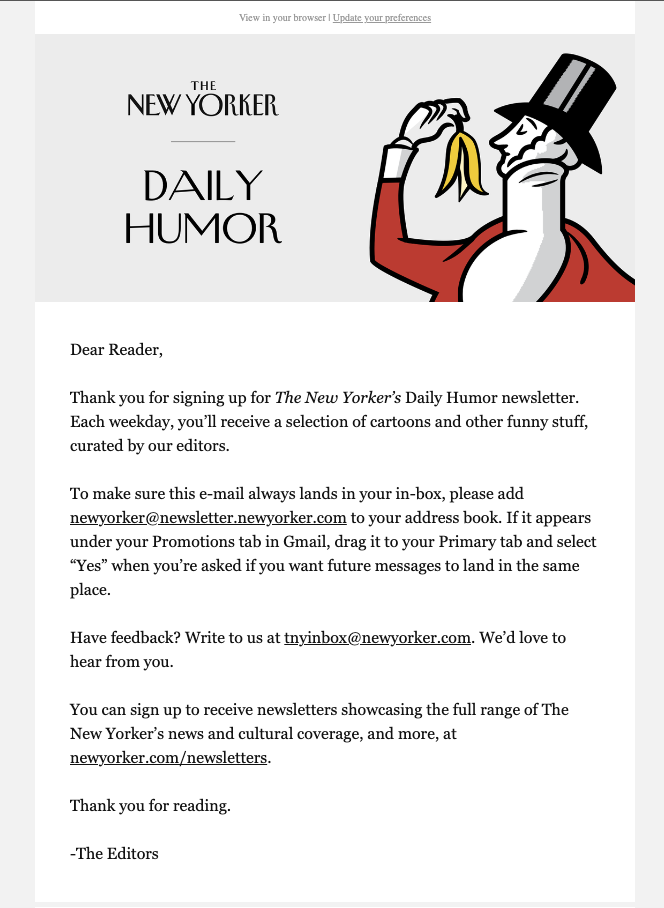 View in your browser | Update your preferences
THE
NEW YORKER
DAILY
HUMOR
Dear Reader,
Thank you for signing up for The New Yorker’s Daily Humor newsletter.
Each weekday, you’ll receive a selection of cartoons and other funny stuff,
curated by our editors.
To make sure this e-mail always lands in your in-box, please add
newyorker@newsletter.newyorker.com to your address book. If it appears
under your Promotions tab in Gmail, drag it to your Primary tab and select
“Yes” when you’re asked if you want future messages to land in the same
place.
Have feedback? Write to us at tnyinbox@newyorker.com. We’d love to
hear from you.
You can sign up to receive newsletters showcasing the full range of The
New Yorker’s news and cultural coverage, and more, at
newyorker.com/newsletters.
Thank you for reading.
-The Editors